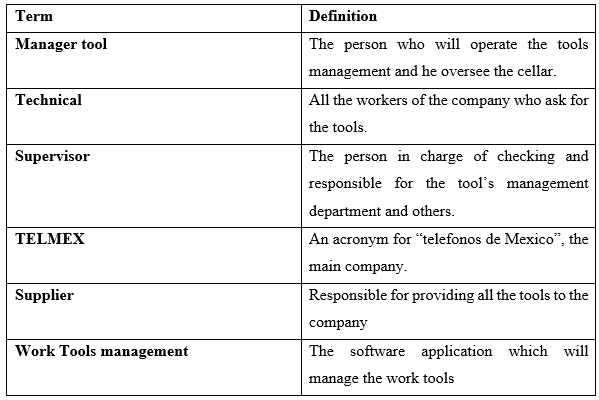 Term Definition
Manager tool The person who will operate the tools
management and he oversee the cellar.
Technical All the workers of the company who ask for
the tools.
Supervisor The person in charge of checking and
responsible for the tool's management
department and others.
TELMEX An acronym for “telefonos de Mexico”, the
main company.
Supplier Responsible for providing all the tools to the
company
Work Tools management The software application which will
manage the work tools